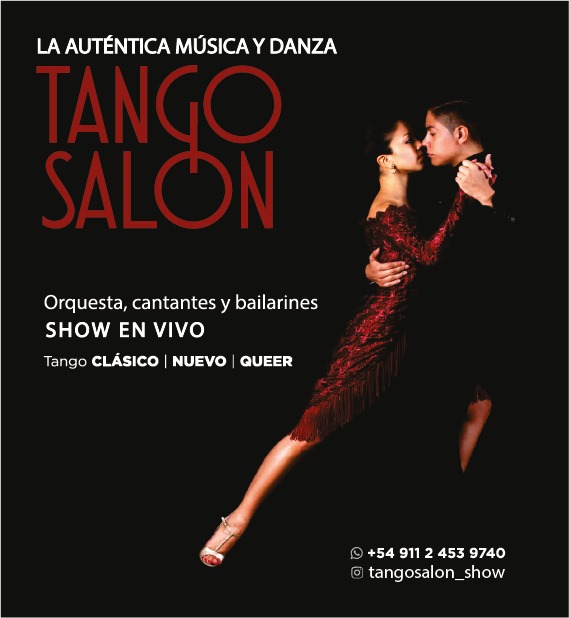 LA AUTÉNTICA MÚSICA Y DANZA
TANGO
SALON
Orquesta, cantantes y bailarines
SHOW EN VIVO
Tango CLÁSICO | NUEVO | QUEER
+54 911 2 453 9740
tangosalon_show